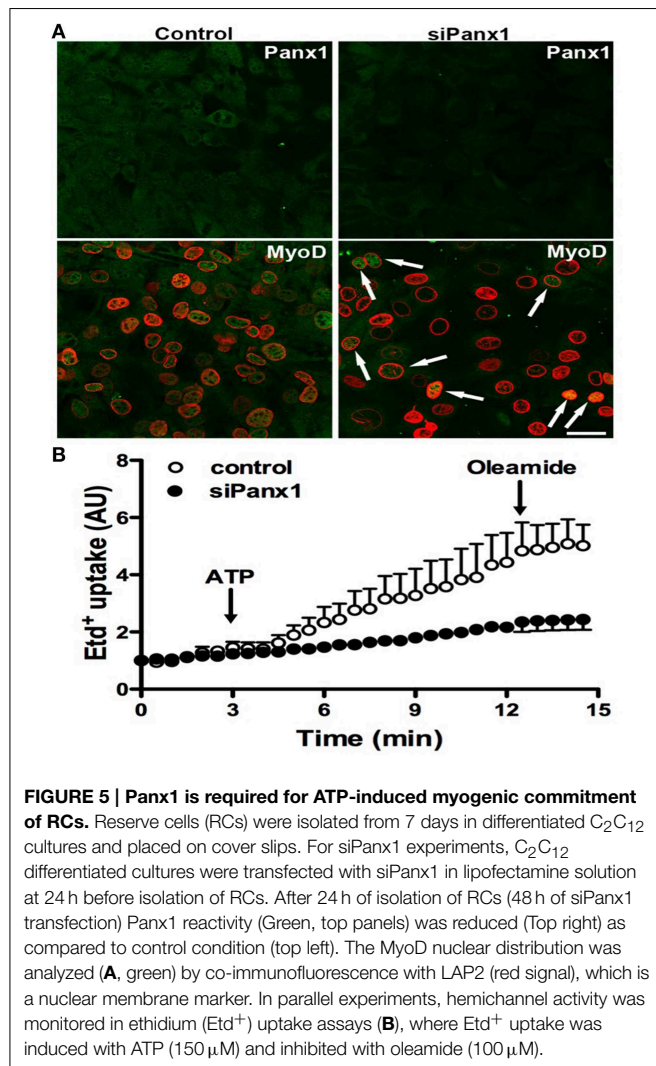 Control
siPanx1
A
Panx1
Panx1
MyoD
MyoD
B
8
6
4
2
0
Etd+ uptake (AU)
control
siPanx1
ATP
Oleamide
0
3
6
9
12
15
Time (min)
FIGURE 5 | Panx1 is required for ATP-induced myogenic commitment
of RCs. Reserve cells (RCs) were isolated from 7 days in differentiated C2C12
cultures and placed on cover slips. For siPanx1 experiments, C2C12
differentiated cultures were transfected with siPanx1 in lipofectamine solution
at 24 h before isolation of RCs. After 24 h of isolation of RCs (48 h of siPanx1
transfection) Panx1 reactivity (Green, top panels) was reduced (Top right) as
compared to control condition (top left). The MyoD nuclear distribution was
analyzed (A, green) by co-immunofluorescence with LAP2 (red signal), which is
a nuclear membrane marker. In parallel experiments, hemichannel activity was
monitored in ethidium (Etd+) uptake assays (B), where Etd+ uptake was
induced with ATP (150 μM) and inhibited with oleamide (100 μM).